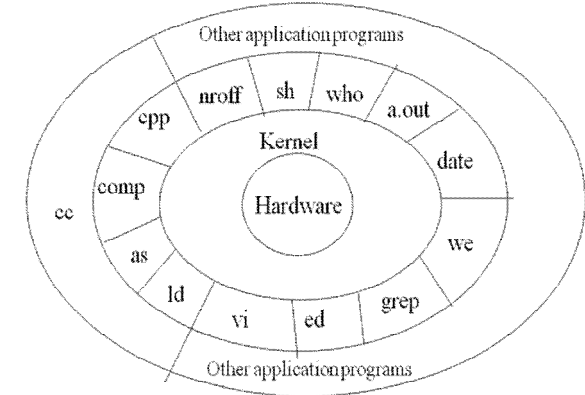 Other application programs
nroff
sh
who
cpp
a.out
Kernel
date
comp
Hardware
cc
we
as
ld
grep
vi
ed
Other application programs